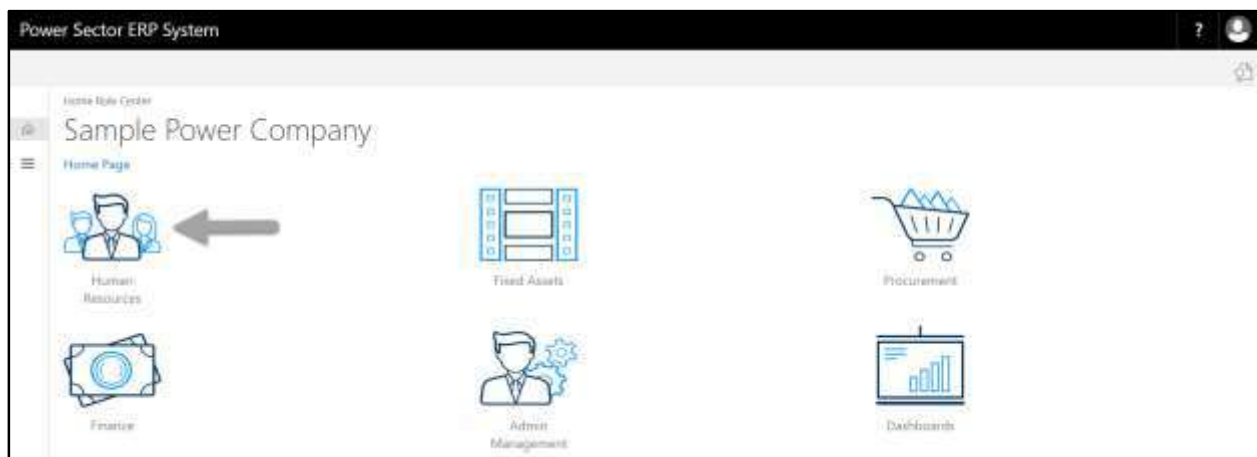 Power Sector ERP System
?
Home Role Center
Sample Power Company
Home Page
Human
Resources
Fixed Assets
Procurement
Finance
Admin
Management
Dashboards